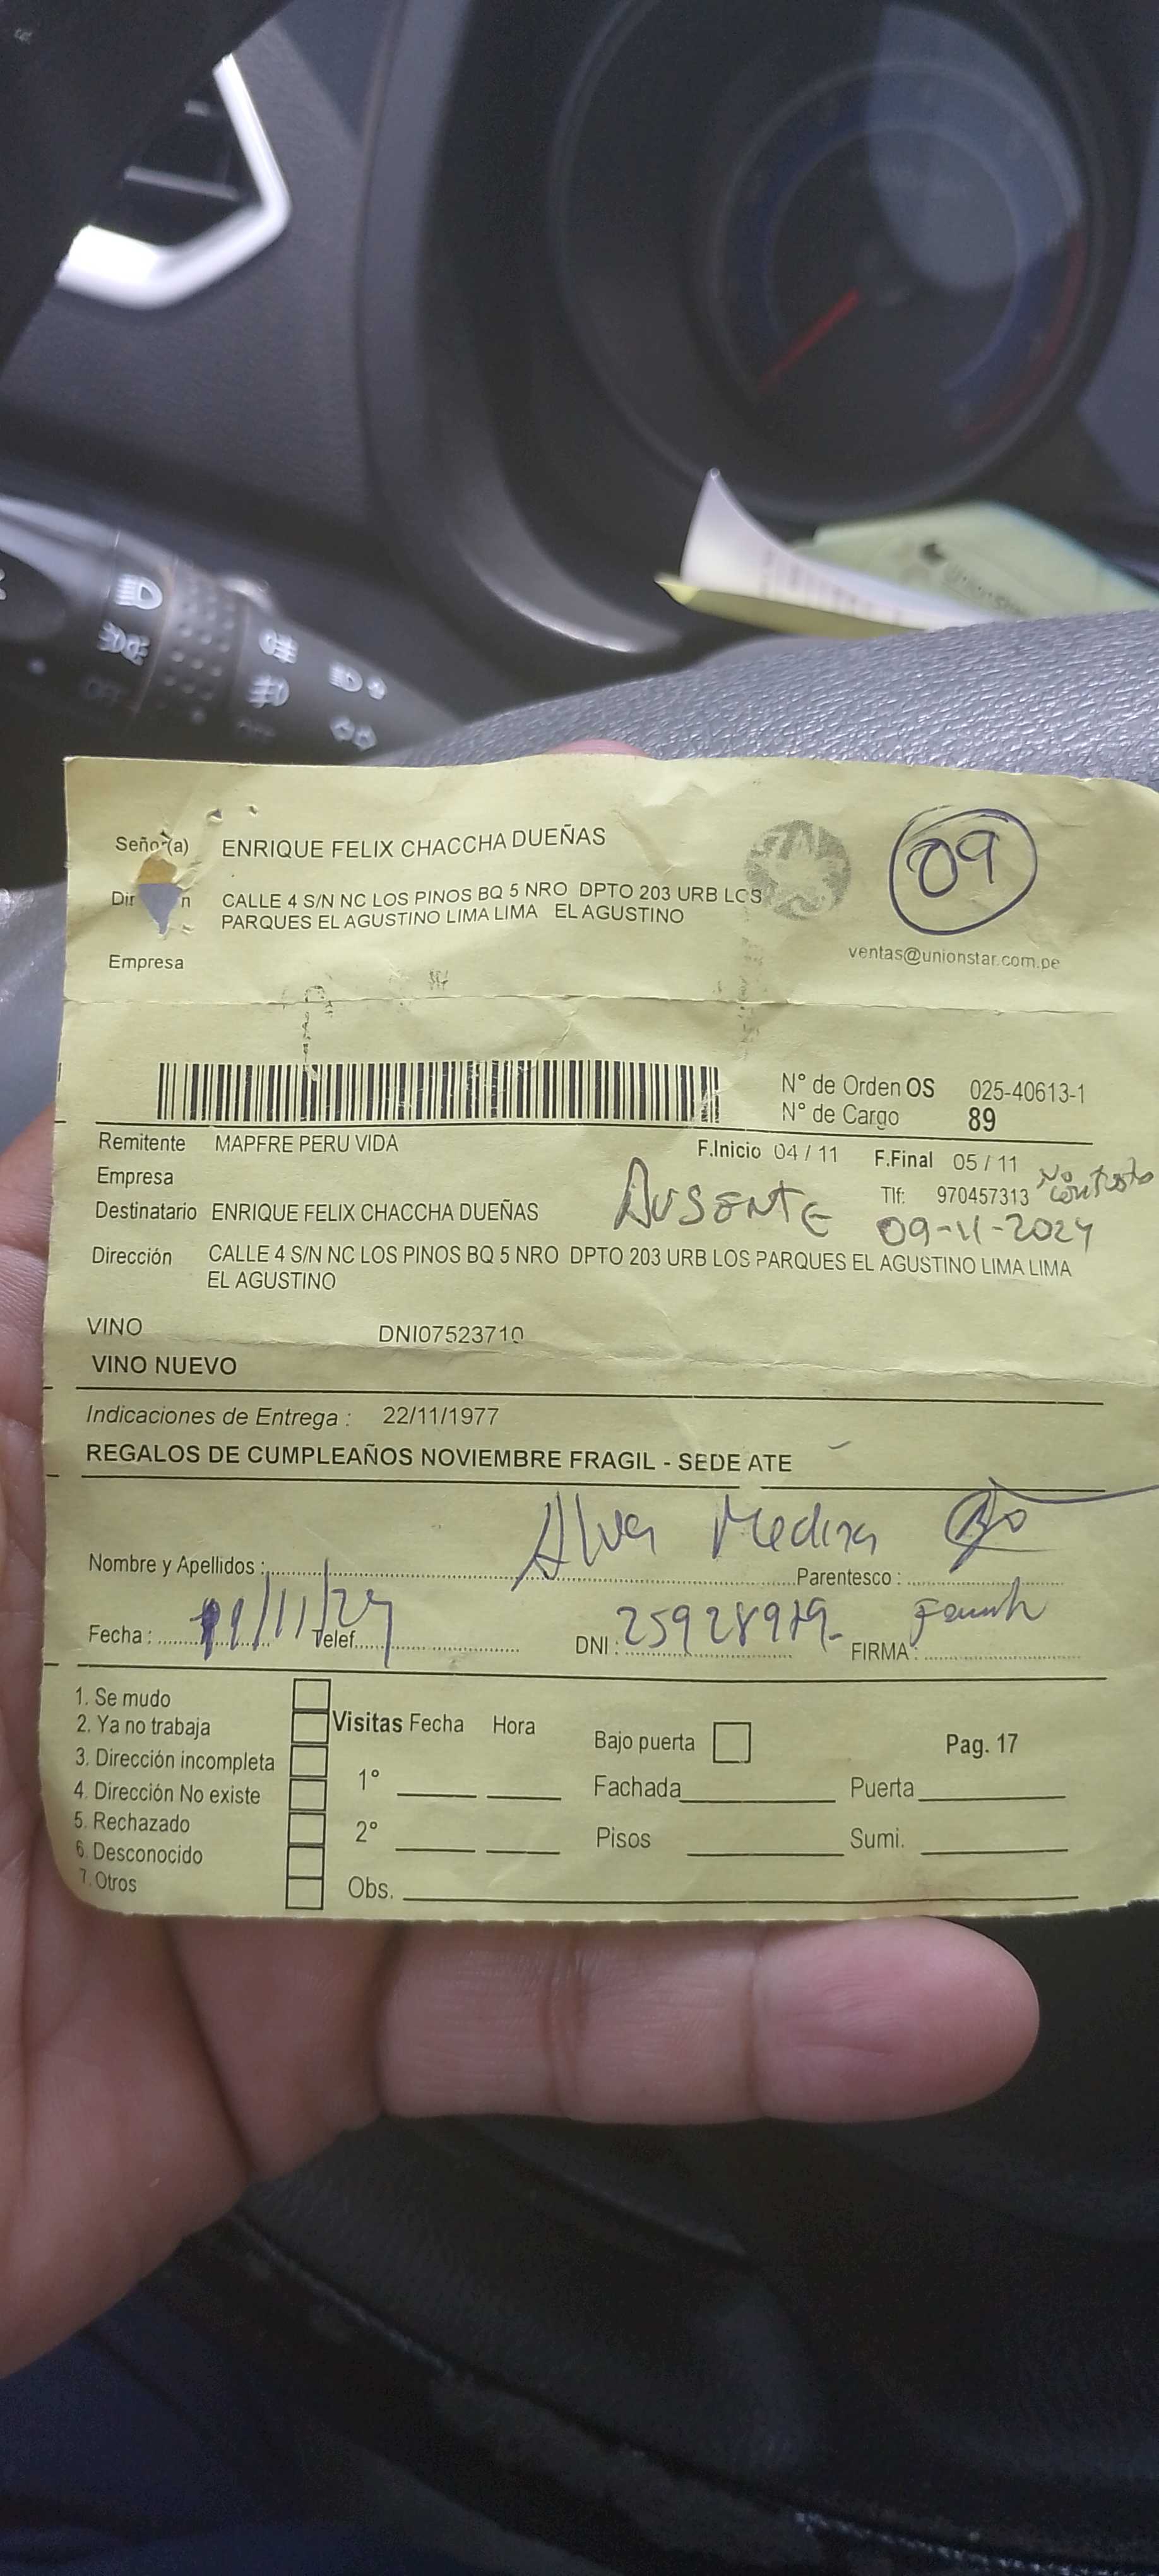 Señor(a) ENRIQUE FELIX CHACCHA DUEÑAS
09
Dir n CALLE 4 S/N NC LOS PINOS BQ 5 NRO DPTO 203 URB LOS
PARQUES EL AGUSTINO LIMA LIMA EL AGUSTINO
ventas@unionstar.com.pe
Empresa
N° de Orden OS 025-40613-1
N° de Cargo 89
Remitente MAPFRE PERU VIDA F.Inicio 04 / 11 F.Final 05 / 11
Empresa Tlf: 970457313 No
Destinatario ENRIQUE FELIX CHACCHA DUEÑAS AUSENTE 09-11-2024
Dirección CALLE 4 S/N NC LOS PINOS BQ 5 NRO DPTO 203 URB LOS PARQUES EL AGUSTINO LIMA LIMA
EL AGUSTINO
VINO DNI07523710
VINO NUEVO
Indicaciones de Entrega : 22/11/1977
REGALOS DE CUMPLEAÑOS NOVIEMBRE FRAGIL - SEDE ATE
Nombre y Apellidos : Alva Medina Parentesco :
Fecha : 11/11/24 Telef. DNI : FIRMA :
1. Se mudo
2. Ya no trabaja Visitas Fecha Hora Bajo puerta Pag. 17
3. Dirección incompleta
4. Dirección No existe 1° Fachada Puerta
5. Rechazado 2° Pisos Sumi.
6. Desconocido
7. Otros Obs.
OFF